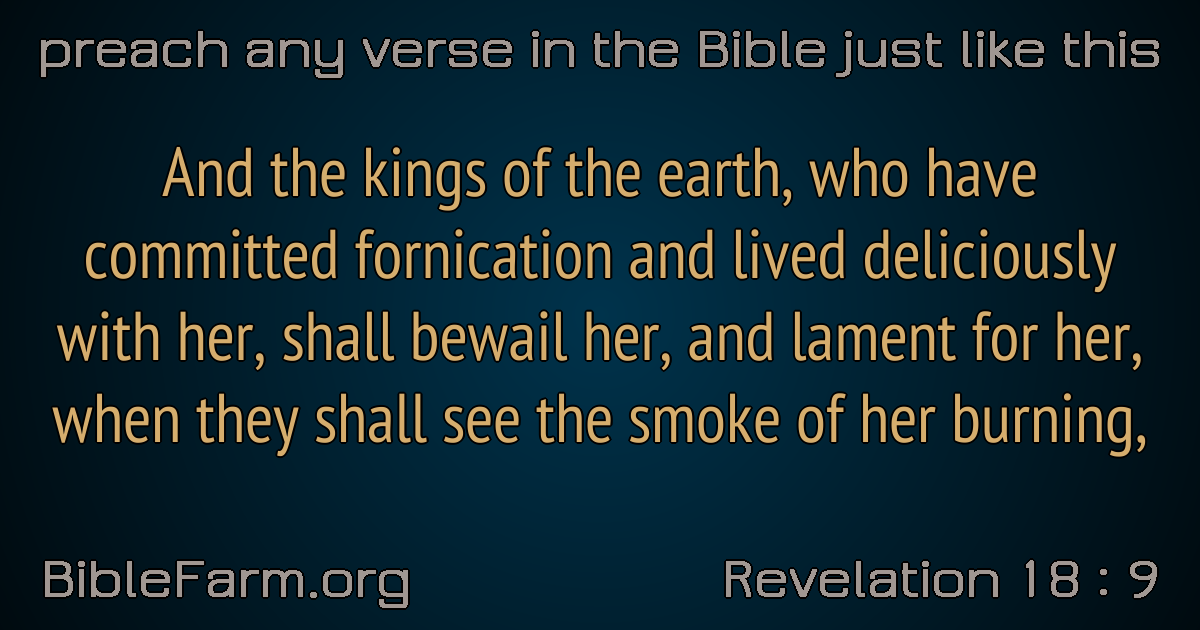 preach any verse in the Bible just like this
And the kings of the earth, who have
committed fornication and lived deliciously
with her, shall bewail her, and lament for her,
when they shall see the smoke of her burning,
BibleFarm.org
Revelation 18 : 9